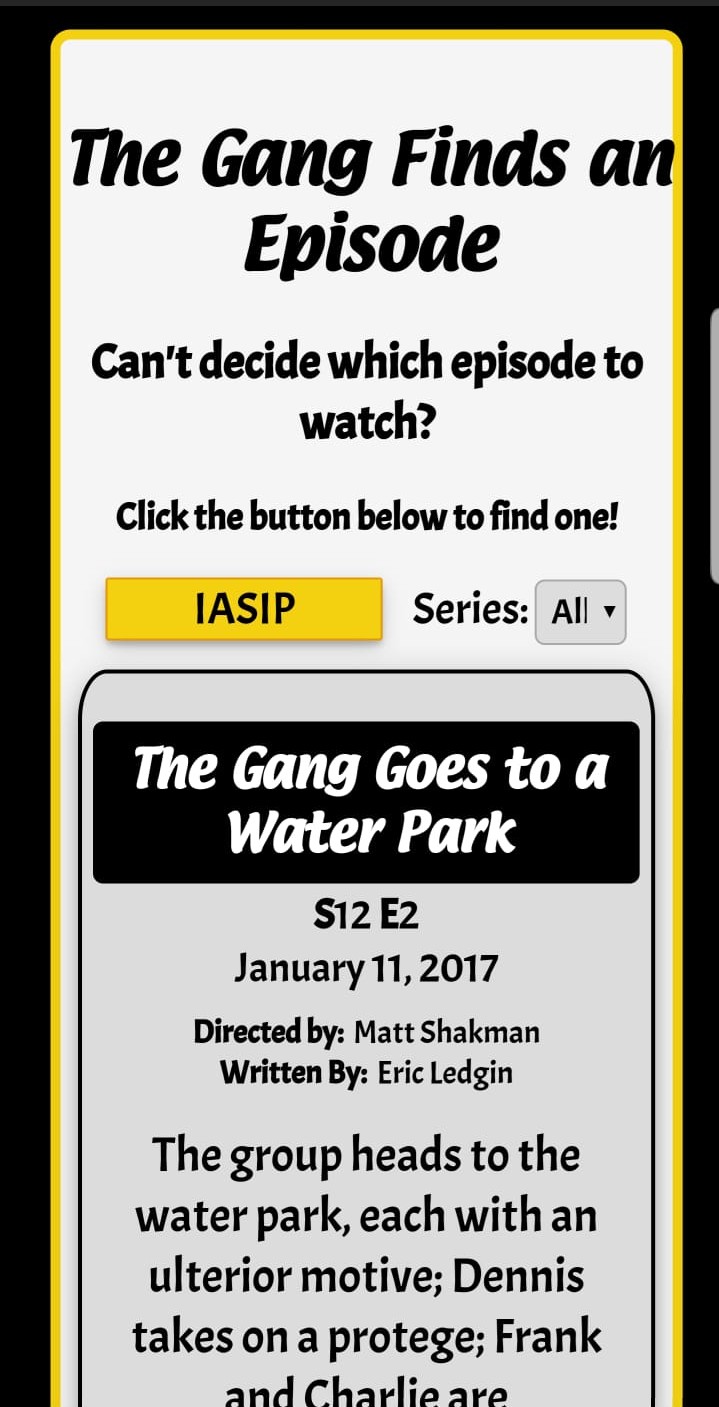 The Gang Finds an
Episode
Can't decide which episode to
watch?
Click the button below to find one!
IASIP Series: All
The Gang Goes to a
Water Park
S12 E2
January 11, 2017
Directed by: Matt Shakman
Written By: Eric Ledgin
The group heads to the
water park, each with an
ulterior motive; Dennis
takes on a protege; Frank
and Charlie are